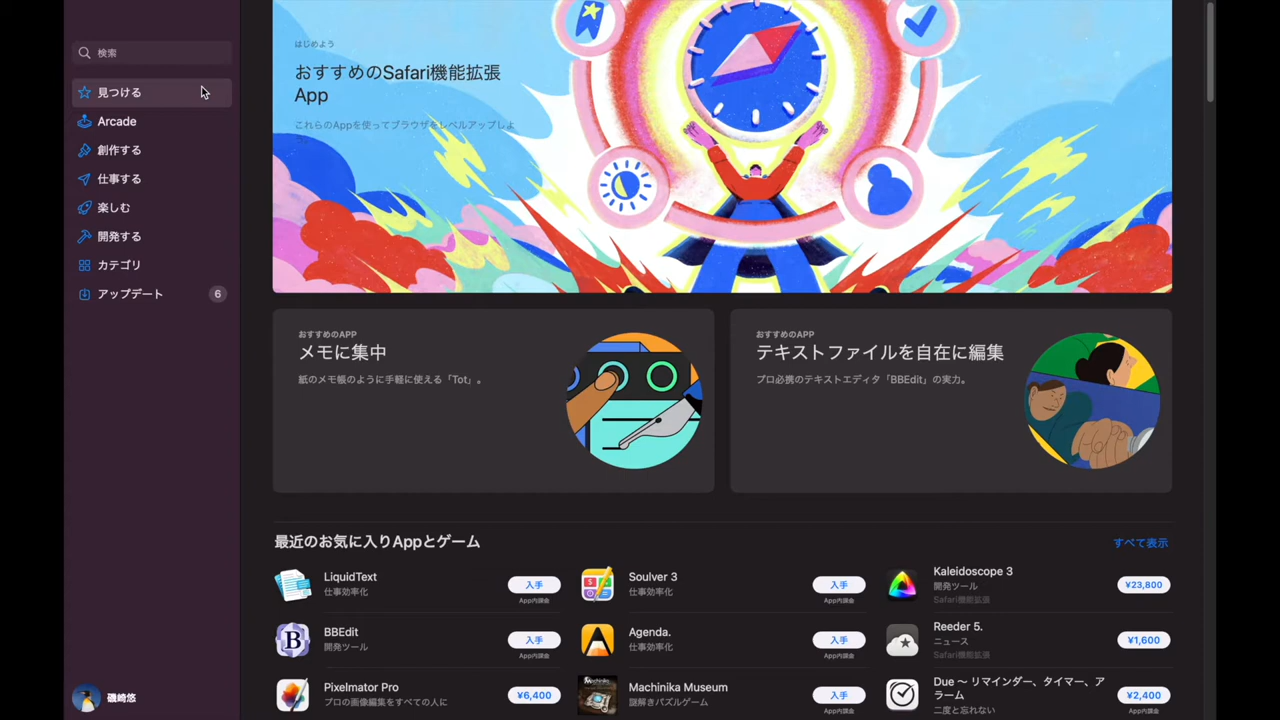 検索
見つける
Arcade
創作する
仕事する
楽しむ
開発する
カテゴリ
アップデート
6
磯崎悠
はじめよう
おすすめのSafari機能拡張
App
これらのAppを使ってブラウザをレベルアップしよ
おすすめのAPP
メモに集中
紙のメモ帳のように手軽に使える「Tot」。
おすすめのAPP
テキストファイルを自在に編集
プロ必携のテキストエディタ「BBEdit」の実力。
最近のお気に入りAppとゲーム
すべて表示
LiquidText
仕事効率化
入手
App内課金
Soulver 3
仕事効率化
入手
App内課金
Kaleidoscope 3
開発ツール
Safari機能拡張
¥23,800
BBEdit
開発ツール
入手
App内課金
Agenda.
仕事効率化
入手
App内課金
Reeder 5.
ニュース
Safari機能拡張
¥1,600
Pixelmator Pro
プロの画像編集をすべての人に
¥6,400
Machinika Museum
謎解きパズルゲーム
入手
App内課金
Due 〜 リマインダー、タイマー、ア
ラーム
二度と忘れない
¥2,400
App内課金